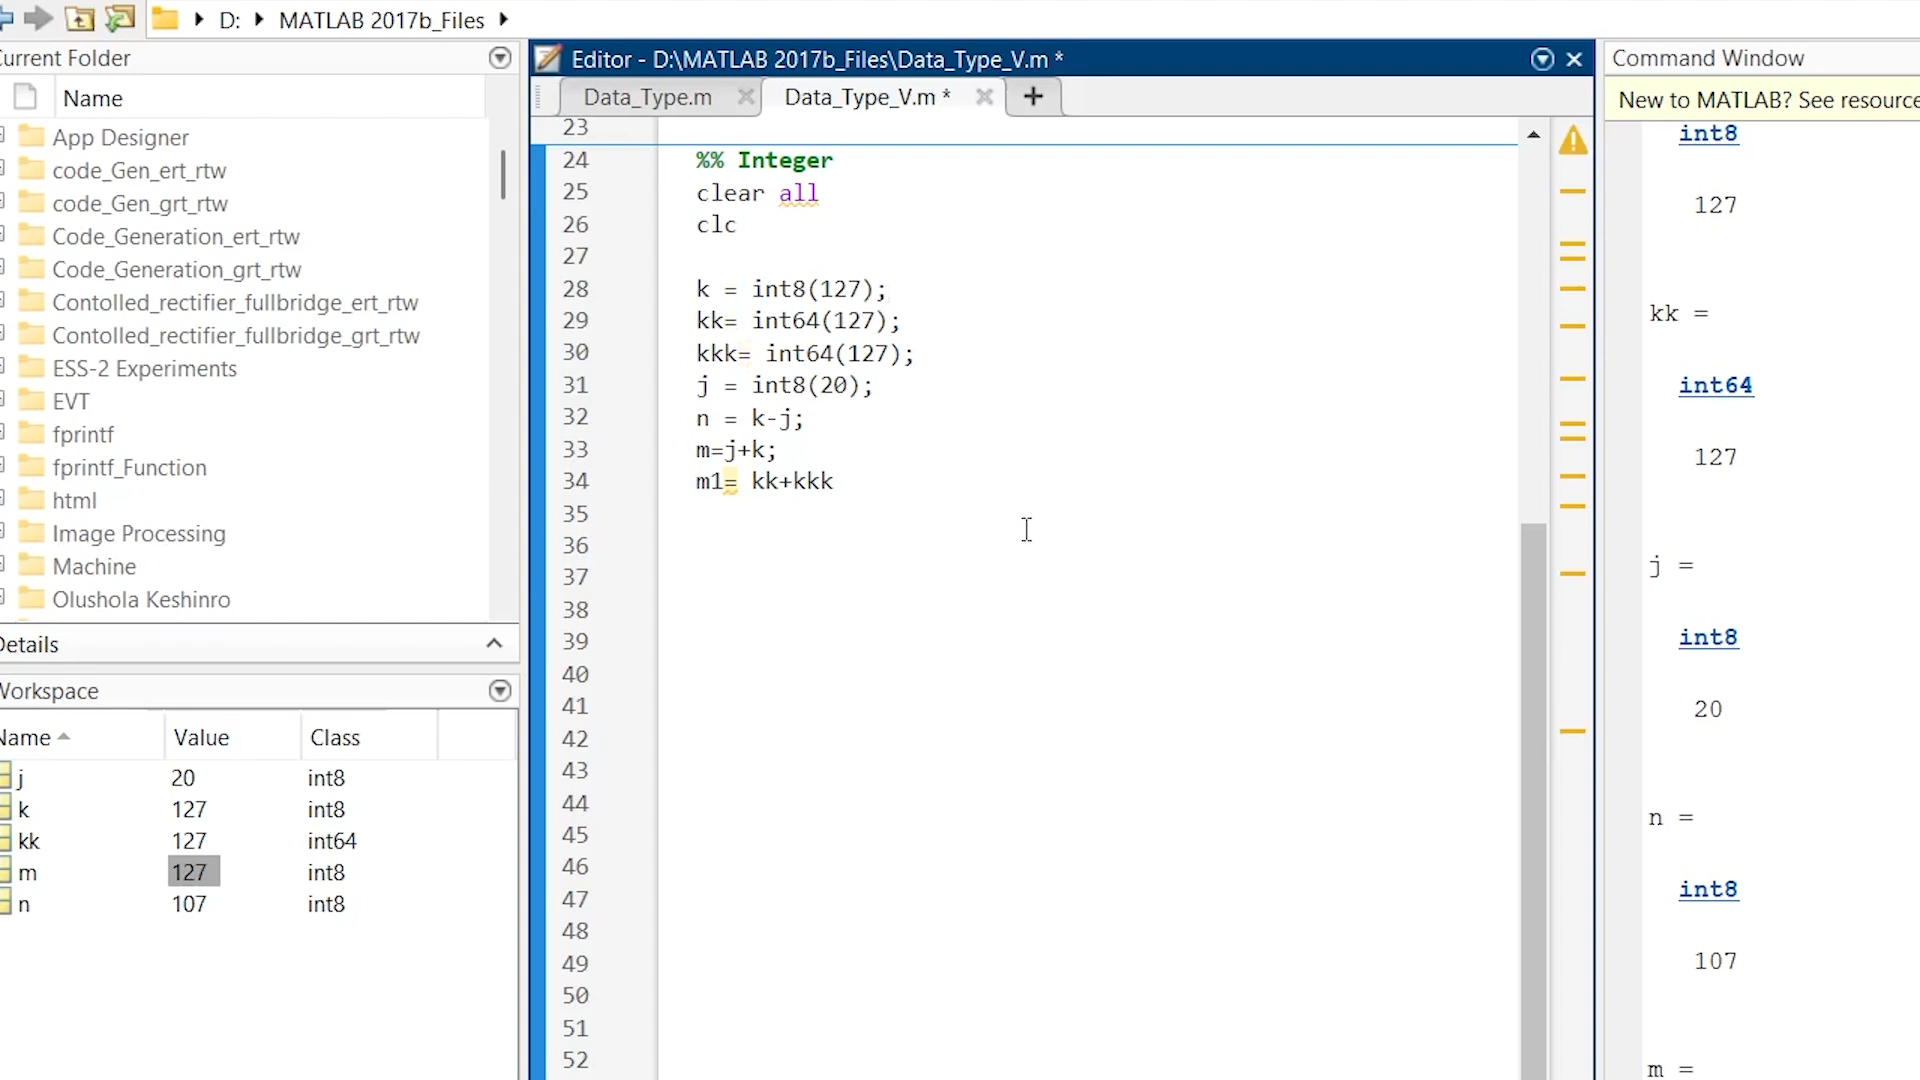 D: MATLAB 2017b_Files
Current Folder
Name
App Designer
code_Gen_ert_rtw
code_Gen_grt_rtw
Code_Generation_ert_rtw
Code_Generation_grt_rtw
Contolled_rectifier_fullbridge_ert_rtw
Contolled_rectifier_fullbridge_grt_rtw
ESS-2 Experiments
EVT
fprintf
fprintf_Function
html
Image Processing
Machine
Olushola Keshinro
Details
Workspace
Name Value Class
j 20 int8
k 127 int8
kk 127 int64
m 127 int8
n 107 int8
Editor - D:\MATLAB 2017b_Files\Data_Type_V.m *
Data_Type.m Data_Type_V.m * +
23
24 %% Integer
25 clear all
26 clc
27
28 k = int8(127);
29 kk= int64(127);
30 kkk= int64(127);
31 j = int8(20);
32 n = k-j;
33 m=j+k;
34 m1= kk+kkk
35
36
37
38
39
40
41
42
43
44
45
46
47
48
49
50
51
52
Command Window
New to MATLAB? See resource
int8
127
kk =
int64
127
j =
int8
20
n =
int8
107
m =